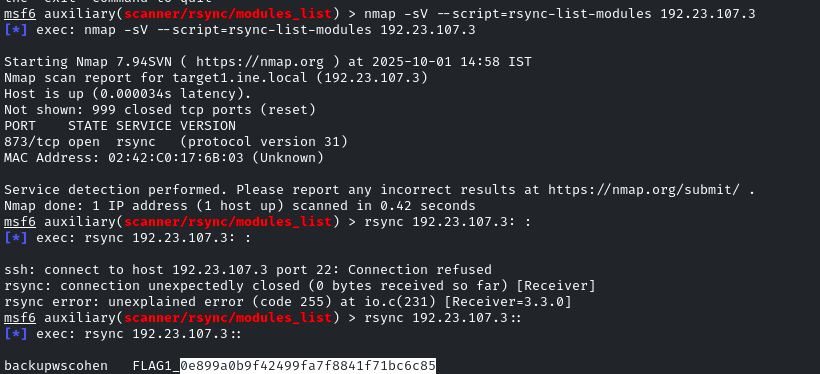 the "exit" command to quit
msf6 auxiliary(scanner/rsync/modules_list) > nmap -sV --script=rsync-list-modules 192.23.107.3
[*] exec: nmap -sV --script=rsync-list-modules 192.23.107.3

Starting Nmap 7.94SVN ( https://nmap.org ) at 2025-10-01 14:58 IST
Nmap scan report for target1.ine.local (192.23.107.3)
Host is up (0.000034s latency).
Not shown: 999 closed tcp ports (reset)
PORT    STATE SERVICE VERSION
873/tcp open  rsync   (protocol version 31)
MAC Address: 02:42:C0:17:6B:03 (Unknown)

Service detection performed. Please report any incorrect results at https://nmap.org/submit/ .
Nmap done: 1 IP address (1 host up) scanned in 0.42 seconds
msf6 auxiliary(scanner/rsync/modules_list) > rsync 192.23.107.3: :
[*] exec: rsync 192.23.107.3: :

ssh: connect to host 192.23.107.3 port 22: Connection refused
rsync: connection unexpectedly closed (0 bytes received so far) [Receiver]
rsync error: unexplained error (code 255) at io.c(231) [Receiver=3.3.0]
msf6 auxiliary(scanner/rsync/modules_list) > rsync 192.23.107.3::
[*] exec: rsync 192.23.107.3::

backupwscohen   FLAG1_0e899a0b9f42499fa7f8841f71bc6c85